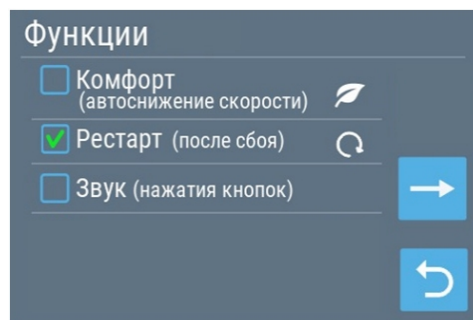 Функции
Комфорт
(автоснижение скорости)
Рестарт (после сбоя)
Звук (нажатия кнопок)